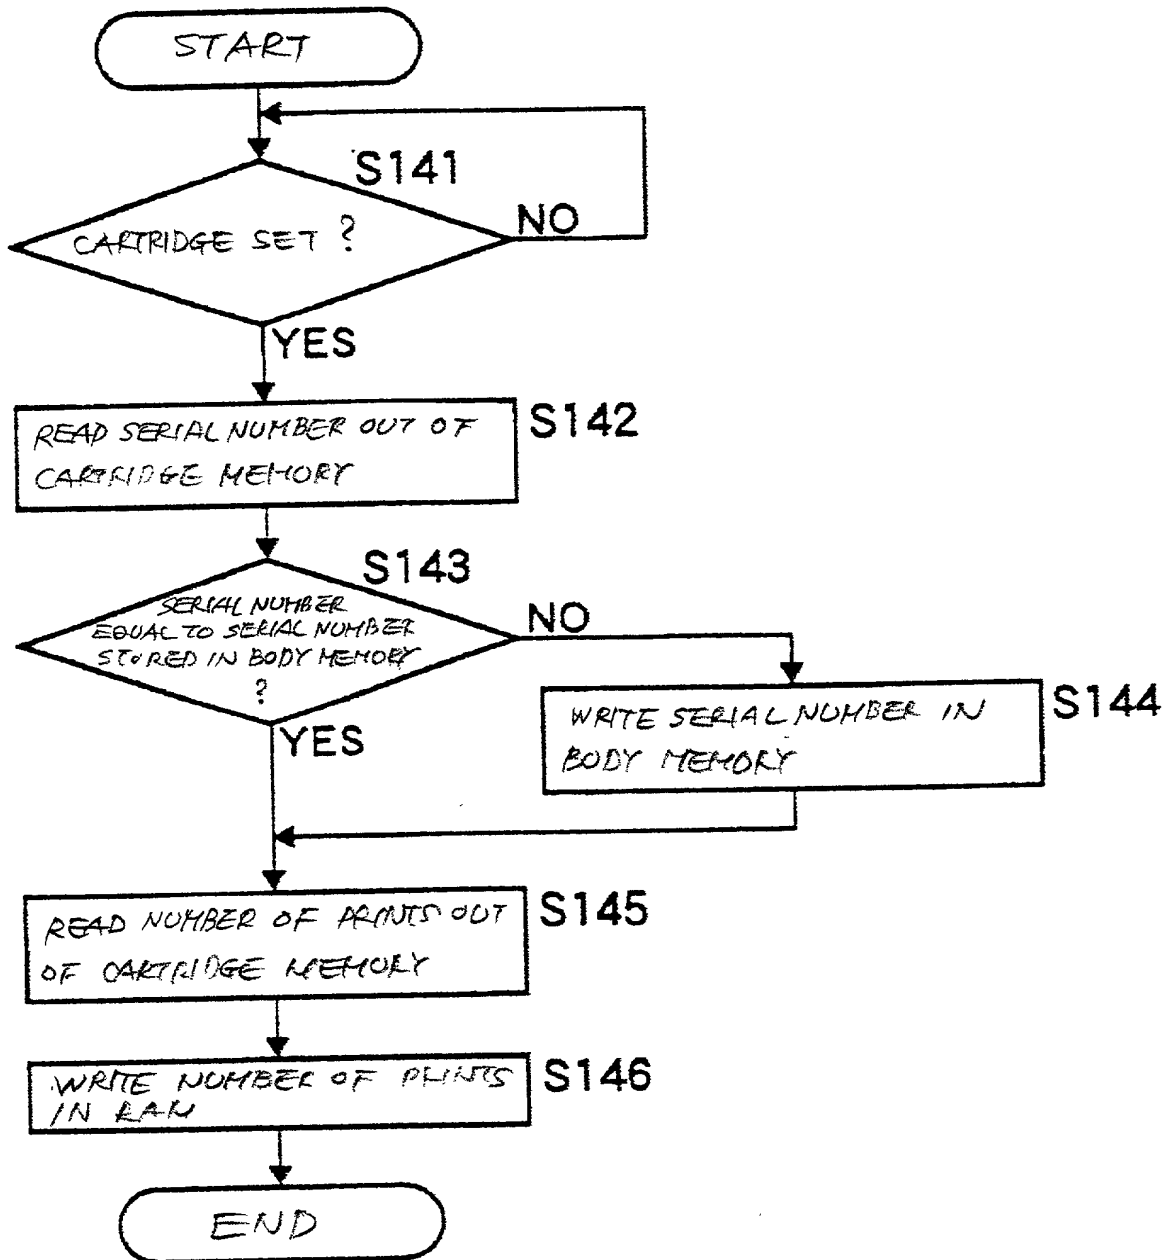 START
S141
CARTRIDGE SET ?
NO
YES
READ SERIAL NUMBER OUT OF
CARTRIDGE MEMORY
S142
S143
SERIAL NUMBER
EQUAL TO SERIAL NUMBER
STORED IN BODY MEMORY
?
NO
YES
WRITE SERIAL NUMBER IN
BODY MEMORY
S144
READ NUMBER OF PRINTS OUT
OF CARTRIDGE MEMORY
S145
WRITE NUMBER OF PRINTS
IN RAM
S146
END